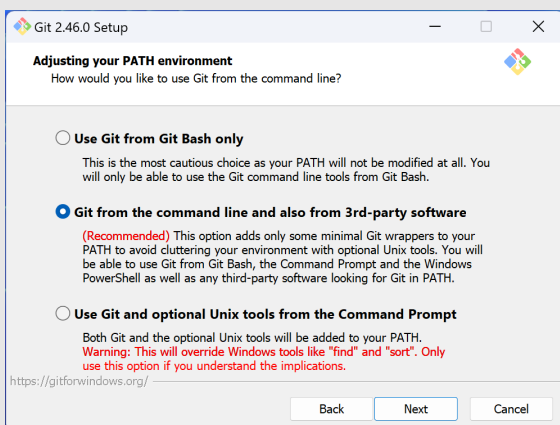 Git 2.46.0 Setup
Adjusting your PATH environment
How would you like to use Git from the command line?
Use Git from Git Bash only
This is the most cautious choice as your PATH will not be modified at all. You
will only be able to use the Git command line tools from Git Bash.
Git from the command line and also from 3rd-party software
(Recommended) This option adds only some minimal Git wrappers to your
PATH to avoid cluttering your environment with optional Unix tools. You will
be able to use Git from Git Bash, the Command Prompt and the Windows
PowerShell as well as any third-party software looking for Git in PATH.
Use Git and optional Unix tools from the Command Prompt
Both Git and the optional Unix tools will be added to your PATH.
Warning: This will override Windows tools like "find" and "sort". Only
use this option if you understand the implications.
https://gitforwindows.org/
Back Next Cancel